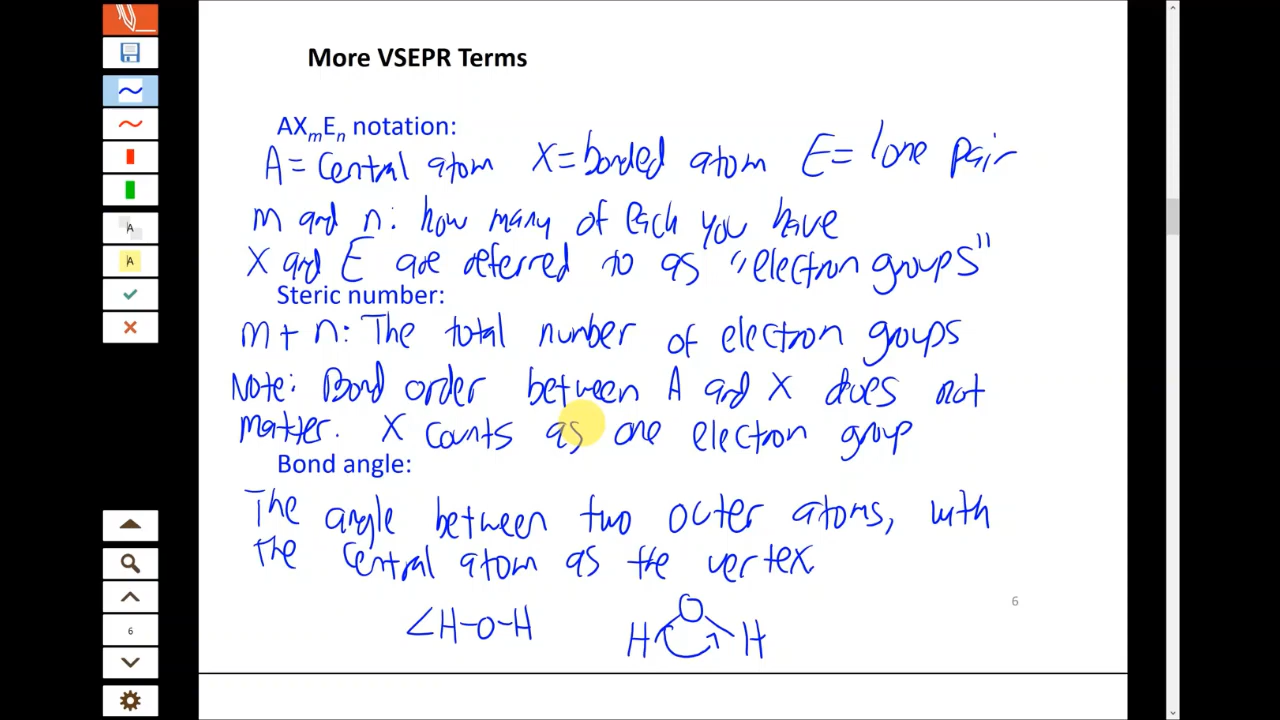 More VSEPR Terms
AXmEn notation:
A = Central atom X = bonded atom E = lone pair
m and n: how many of each you have
X and E are referred to as "electron groups"
Steric number:
m + n: The total number of electron groups
Note: Bond order between A and X does not
matter. X counts as one electron group
Bond angle:
The angle between two outer atoms, with
the central atom as the vertex
6
<H-O-H
O
H H
A
A
6